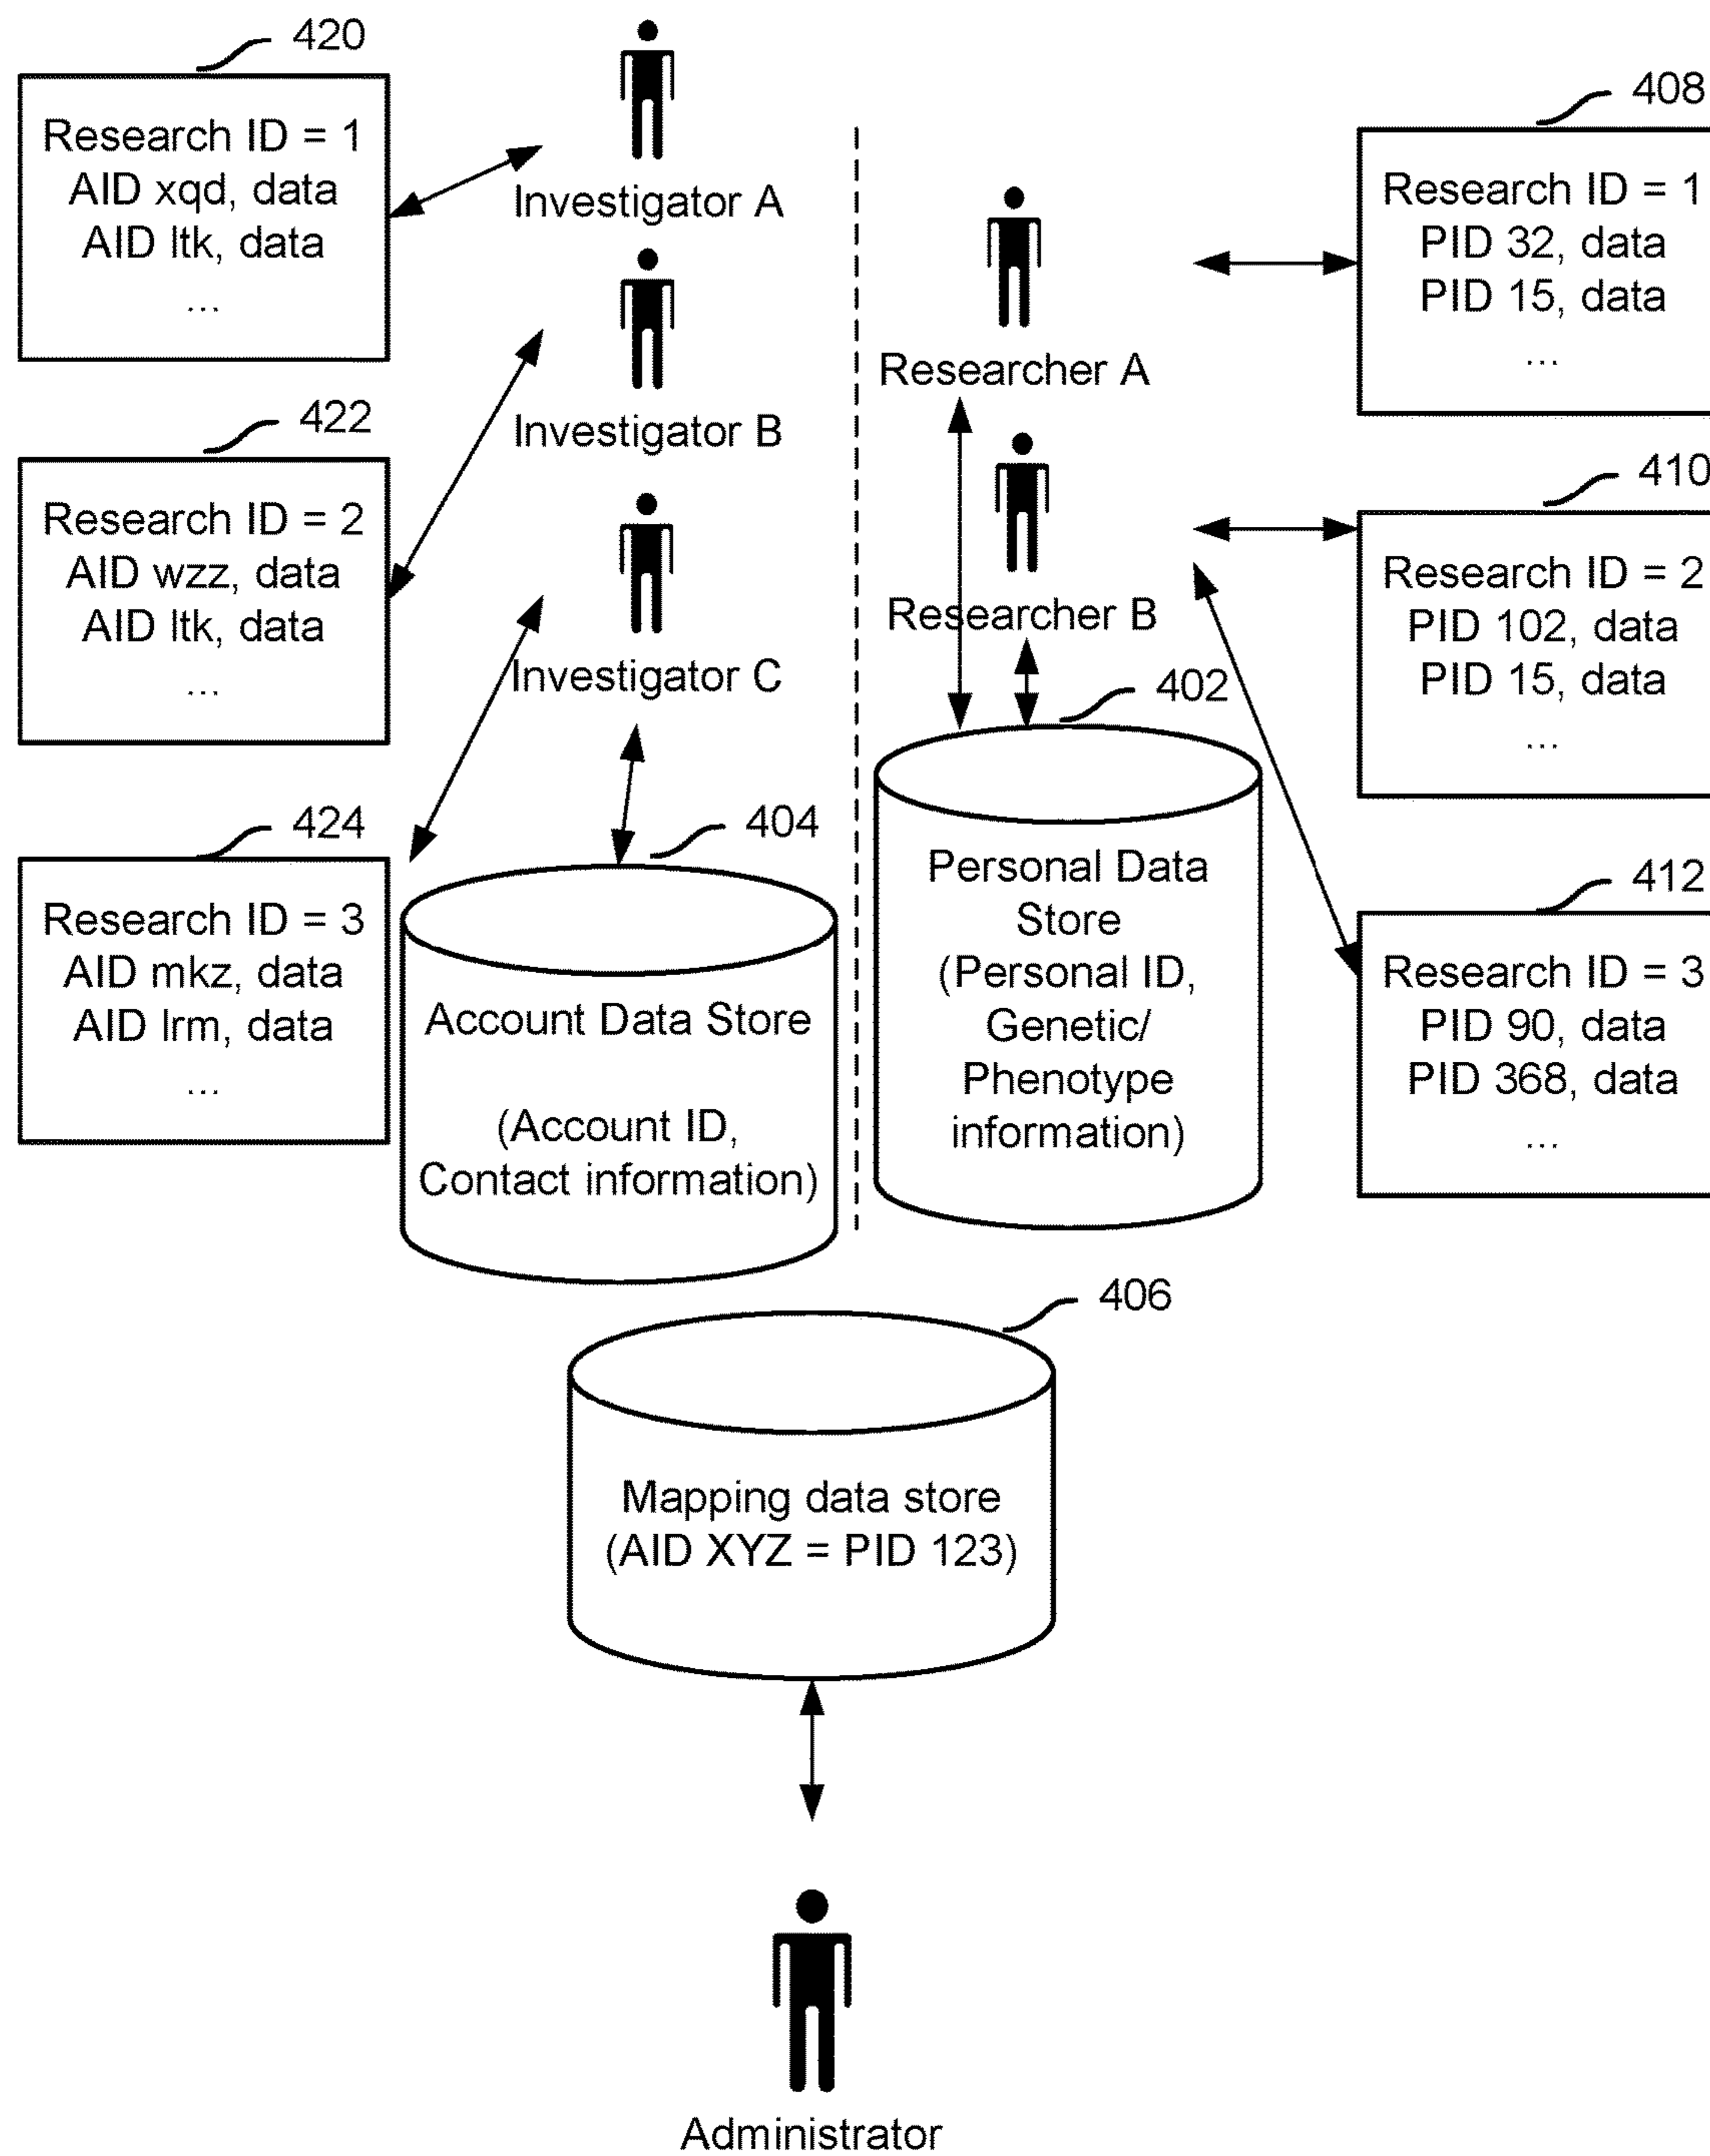 420
Research ID = 1
AID xqd, data
AID ltk, data
...
Investigator A
422
Research ID = 2
AID wzz, data
AID ltk, data
...
Investigator B
424
Research ID = 3
AID mkz, data
AID lrm, data
...
Investigator C
404
Account Data Store
(Account ID,
Contact information)
Researcher A
Researcher B
402
Personal Data
Store
(Personal ID,
Genetic/
Phenotype
information)
408
Research ID = 1
PID 32, data
PID 15, data
...
410
Research ID = 2
PID 102, data
PID 15, data
...
412
Research ID = 3
PID 90, data
PID 368, data
...
406
Mapping data store
(AID XYZ = PID 123)
Administrator